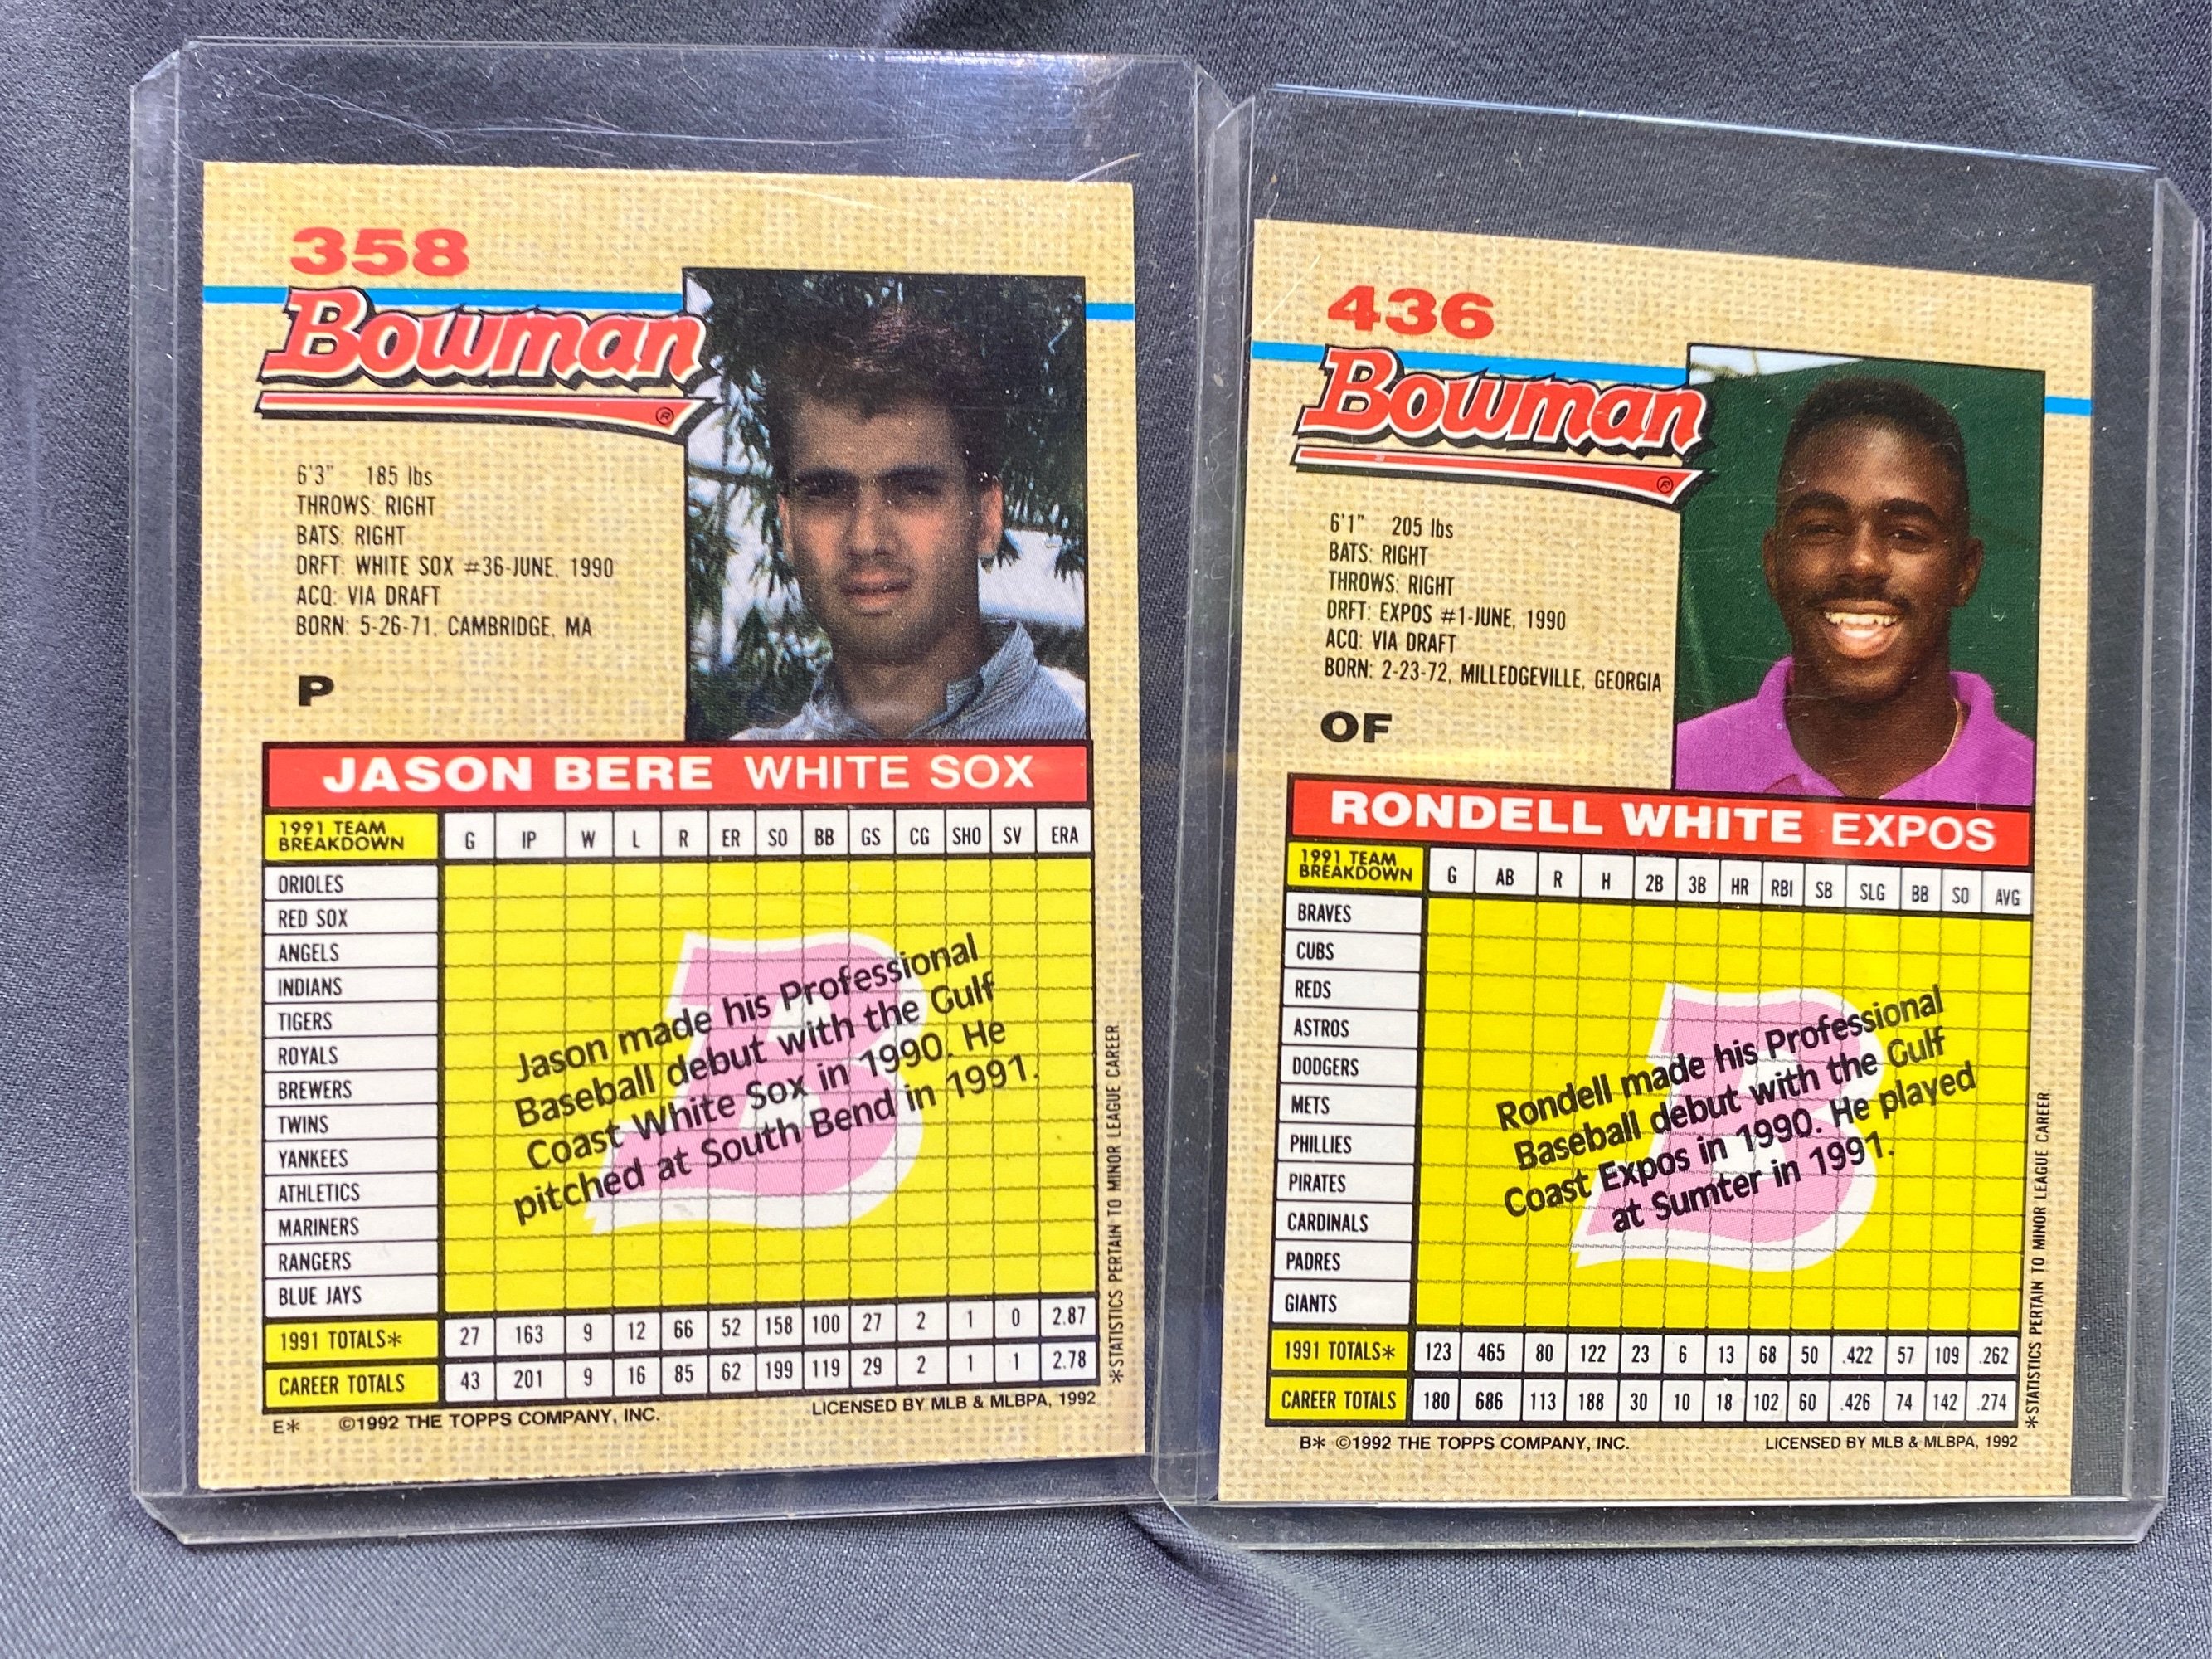 358
Bowman
®
6'3" 185 lbs
THROWS: RIGHT
BATS: RIGHT
DRFT: WHITE SOX #36-JUNE, 1990
ACQ: VIA DRAFT
BORN: 5-26-71, CAMBRIDGE, MA
P
JASON BERE WHITE SOX
1991 TEAM
BREAKDOWN G IP W L R ER SO BB GS CG SHO SV ERA
ORIOLES
RED SOX
ANGELS
INDIANS
TIGERS
ROYALS
BREWERS
TWINS
YANKEES
ATHLETICS
MARINERS
RANGERS
BLUE JAYS
Jason made his Professional
Baseball debut with the Gulf
Coast White Sox in 1990. He
pitched at South Bend in 1991.
1991 TOTALS* 27 163 9 12 66 52 158 100 27 2 1 0 2.87
CAREER TOTALS 43 201 9 16 85 62 199 119 29 2 1 1 2.78
*STATISTICS PERTAIN TO MINOR LEAGUE CAREER.
E* ©1992 THE TOPPS COMPANY, INC. LICENSED BY MLB & MLBPA, 1992
436
Bowman
®
6'1" 205 lbs
BATS: RIGHT
THROWS: RIGHT
DRFT: EXPOS #1-JUNE, 1990
ACQ: VIA DRAFT
BORN: 2-23-72, MILLEDGEVILLE, GEORGIA
OF
RONDELL WHITE EXPOS
1991 TEAM
BREAKDOWN G AB R H 2B 3B HR RBI SB SLG BB SO AVG
BRAVES
CUBS
REDS
ASTROS
DODGERS
METS
PHILLIES
PIRATES
CARDINALS
PADRES
GIANTS
Rondell made his Professional
Baseball debut with the Gulf
Coast Expos in 1990. He played
at Sumter in 1991.
1991 TOTALS* 123 465 80 122 23 6 13 68 50 .422 57 109 .262
CAREER TOTALS 180 686 113 188 30 10 18 102 60 .426 74 142 .274
*STATISTICS PERTAIN TO MINOR LEAGUE CAREER.
B* ©1992 THE TOPPS COMPANY, INC. LICENSED BY MLB & MLBPA, 1992